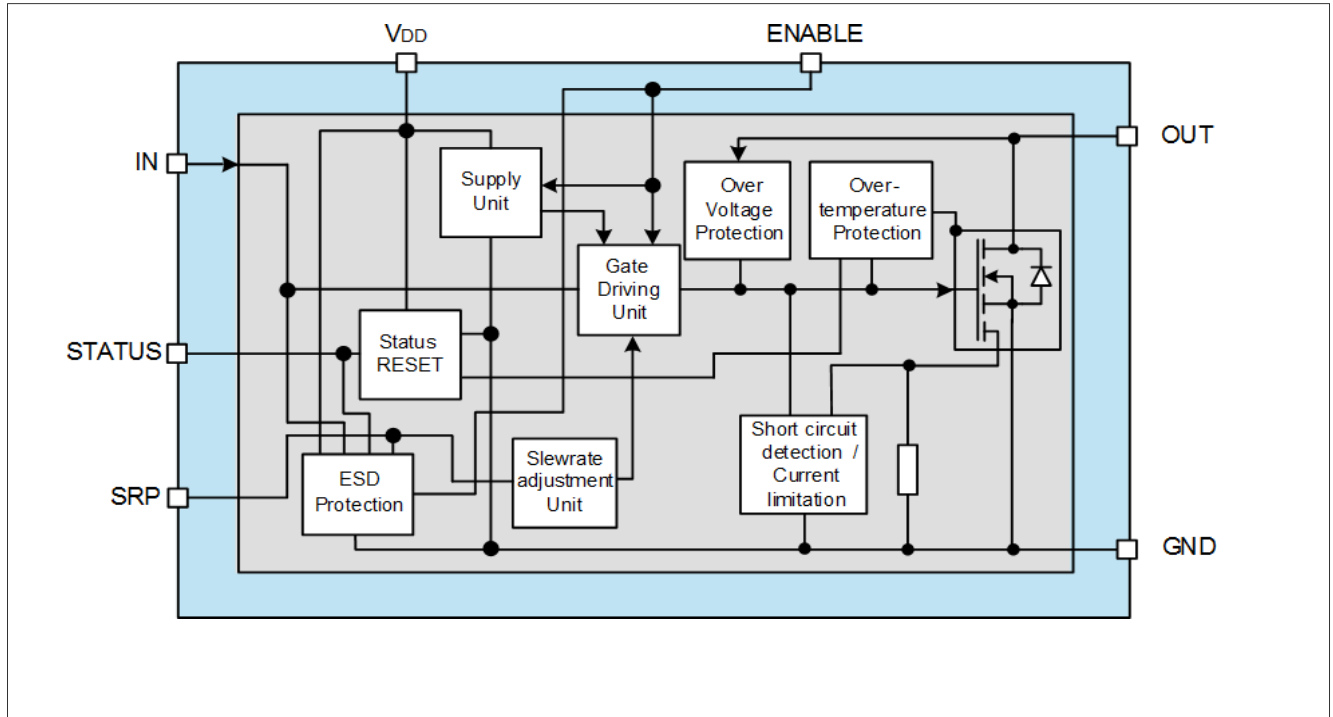 VDD
ENABLE
OUT
IN
Supply
Unit
Over
Voltage
Protection
Over-
temperature
Protection
Gate
Driving
Unit
STATUS
Status
RESET
Short circuit
detection /
Current
limitation
Slewrate
adjustment
Unit
ESD
Protection
SRP
GND